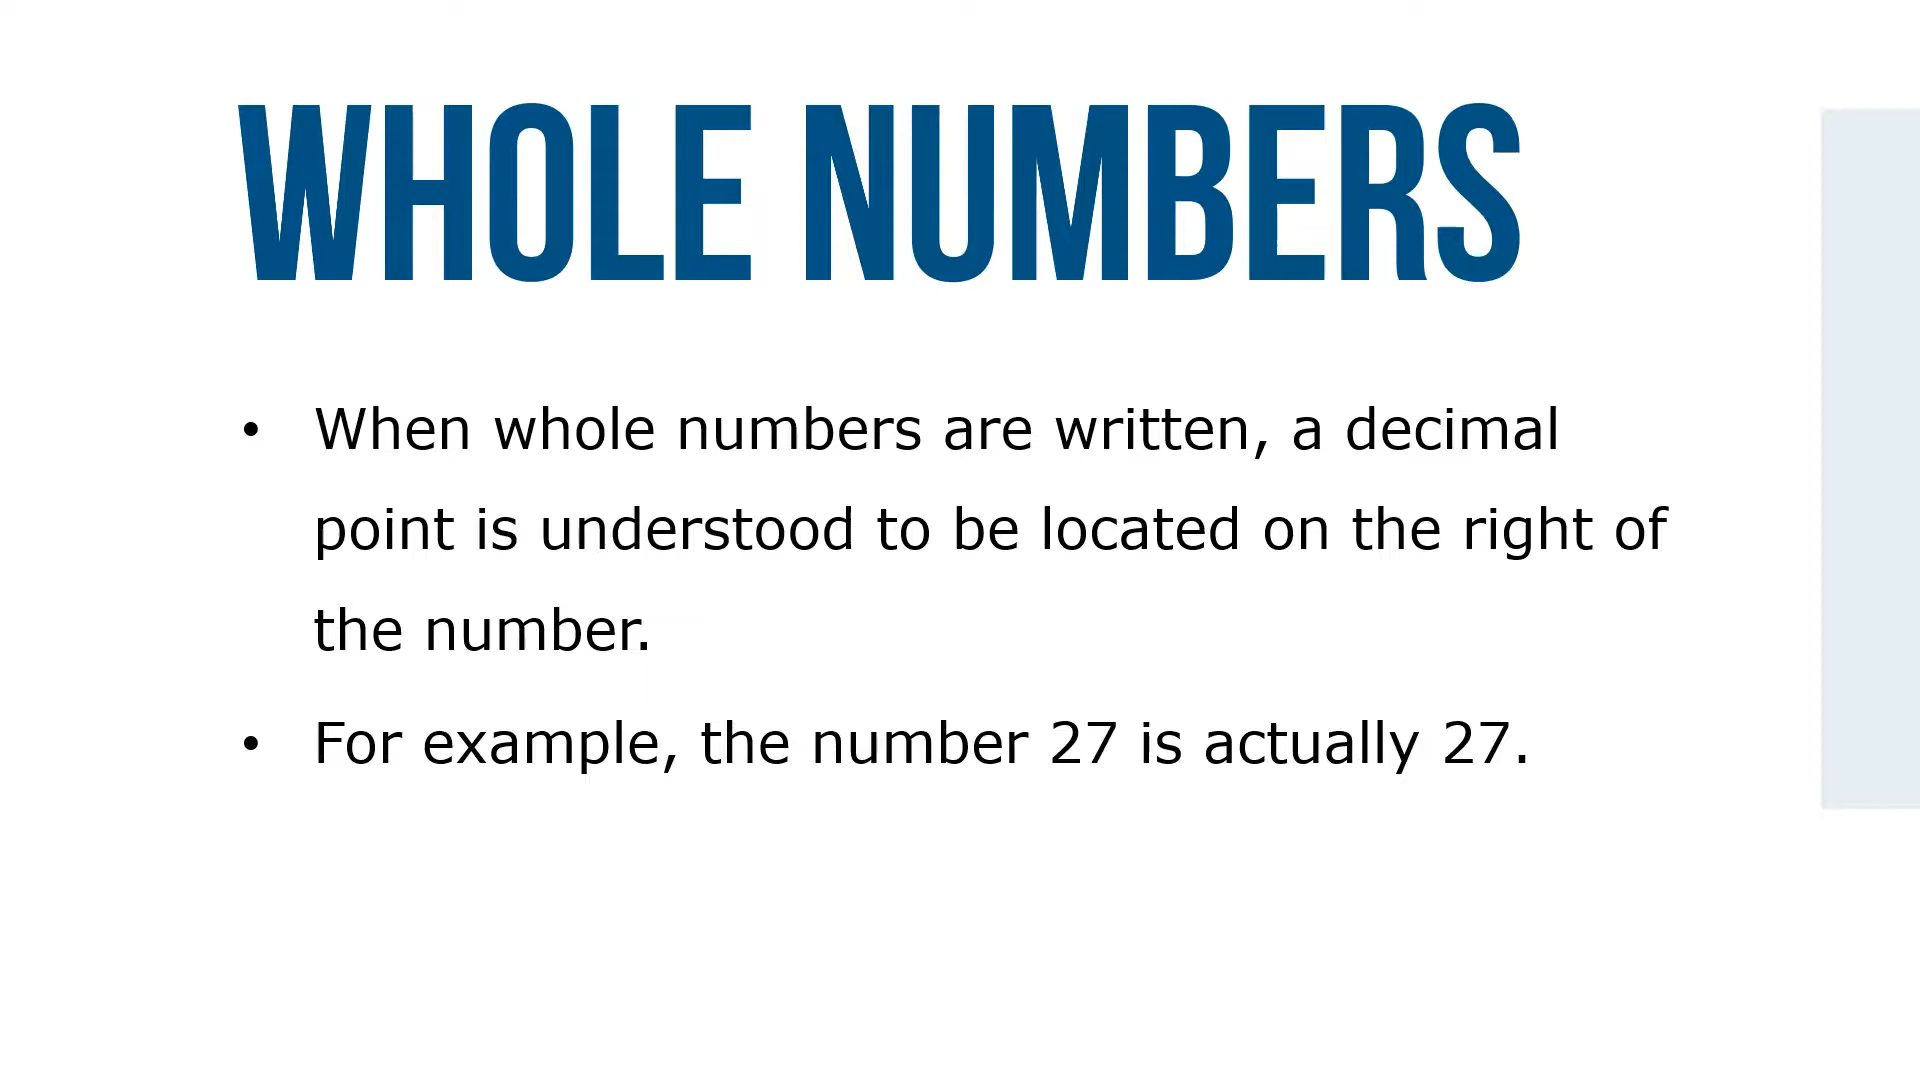 WHOLE NUMBERS
• When whole numbers are written, a decimal
point is understood to be located on the right of
the number.
• For example, the number 27 is actually 27.